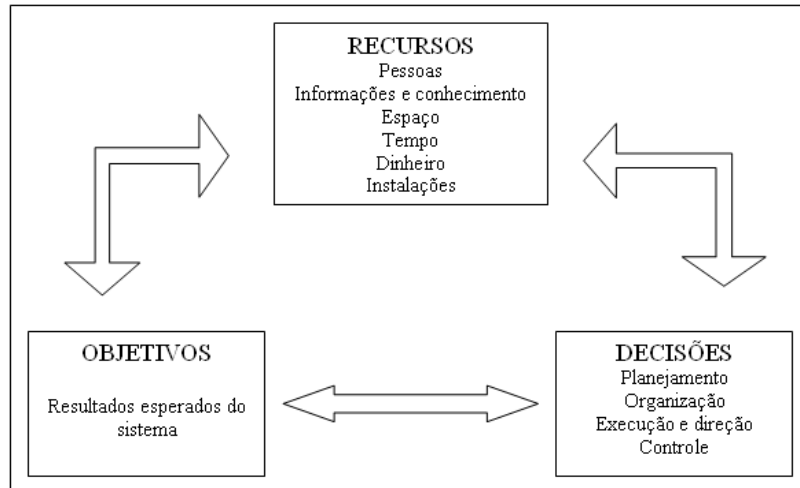 RECURSOS
Pessoas
Informações e conhecimento
Espaço
Tempo
Dinheiro
Instalações
OBJETIVOS
Resultados esperados do
sistema
DECISÕES
Planejamento
Organização
Execução e direção
Controle